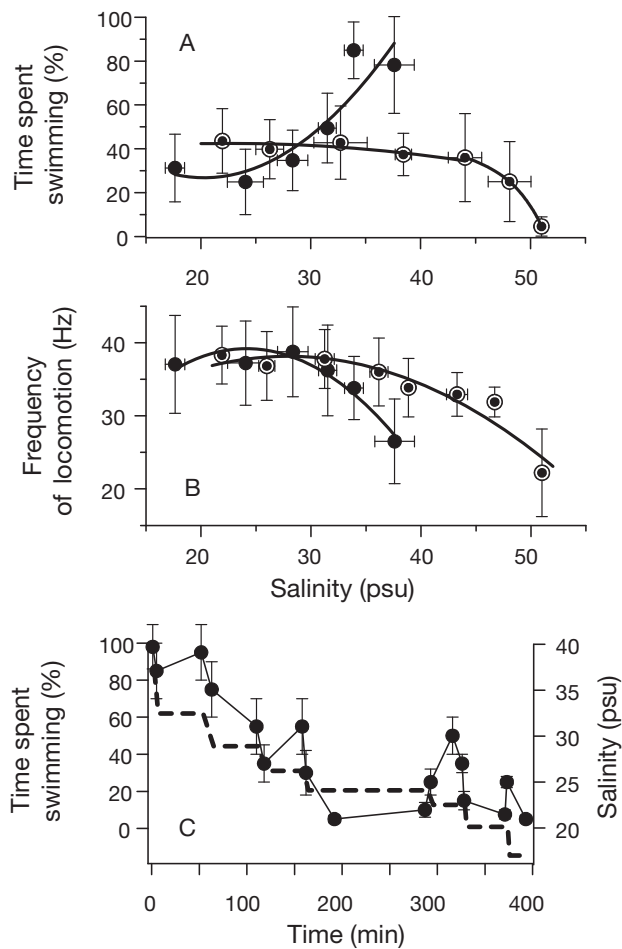 100
80
60
40
20
0
Time spent
swimming (%)
A
20 30 40 50
40
30
20
Frequency
of locomotion (Hz)
B
20 30 40 50
Salinity (psu)
100
80
60
40
20
0
Time spent
swimming (%)
C
40
35
30
24
20
Salinity (psu)
0 100 200 300 400
Time (min)